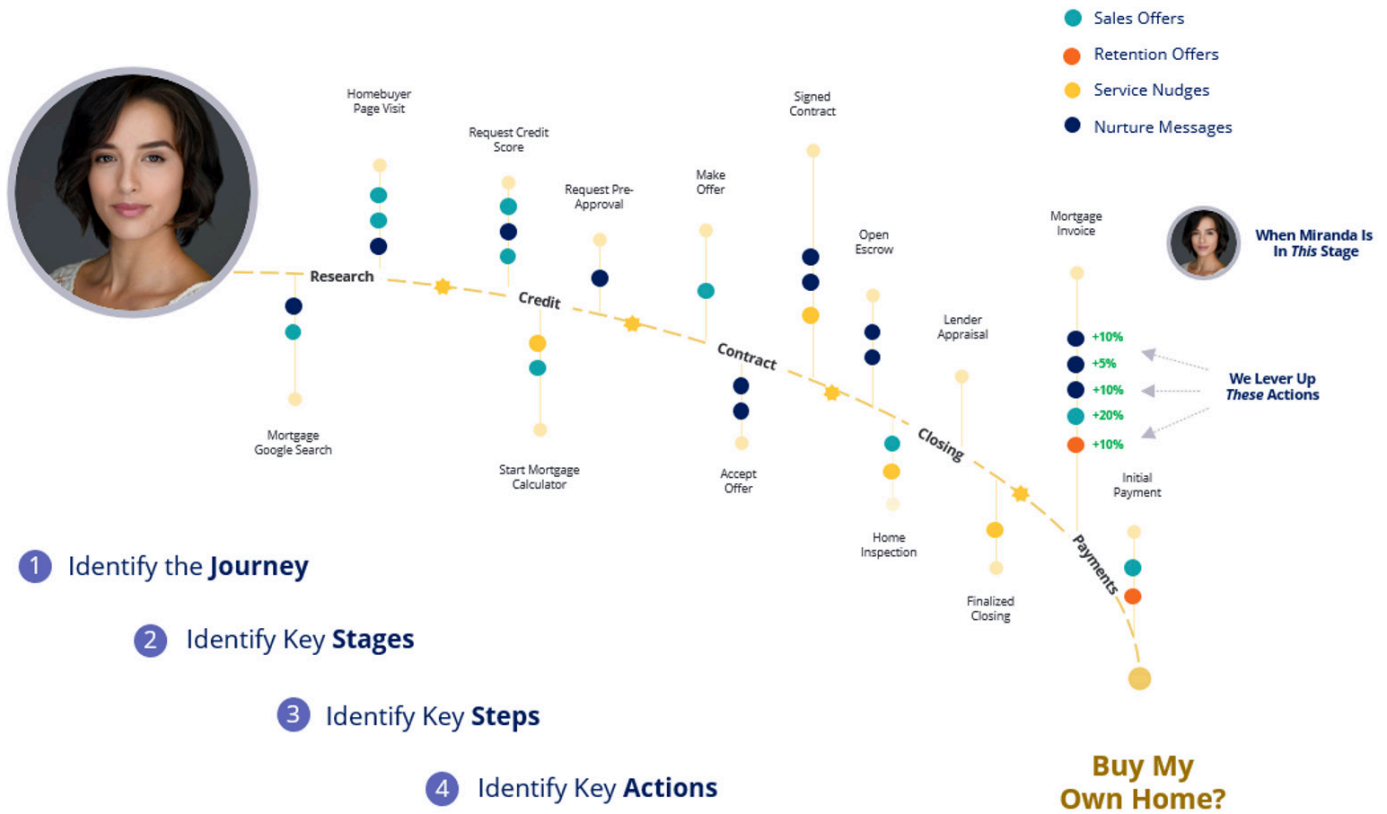 Sales Offers
Retention Offers
Service Nudges
Nurture Messages
Homebuyer
Page Visit
Request Credit
Score
Request Pre-
Approval
Make
Offer
Signed
Contract
Open
Escrow
Lender
Appraisal
Mortgage
Invoice
When Miranda Is
In This Stage
Research
Credit
Contract
Closing
Payments
+10%
+5%
+10%
+20%
+10%
We Lever Up
These Actions
Mortgage
Google Search
Start Mortgage
Calculator
Accept
Offer
Home
Inspection
Finalized
Closing
Initial
Payment
1 Identify the Journey
2 Identify Key Stages
3 Identify Key Steps
4 Identify Key Actions
Buy My
Own Home?